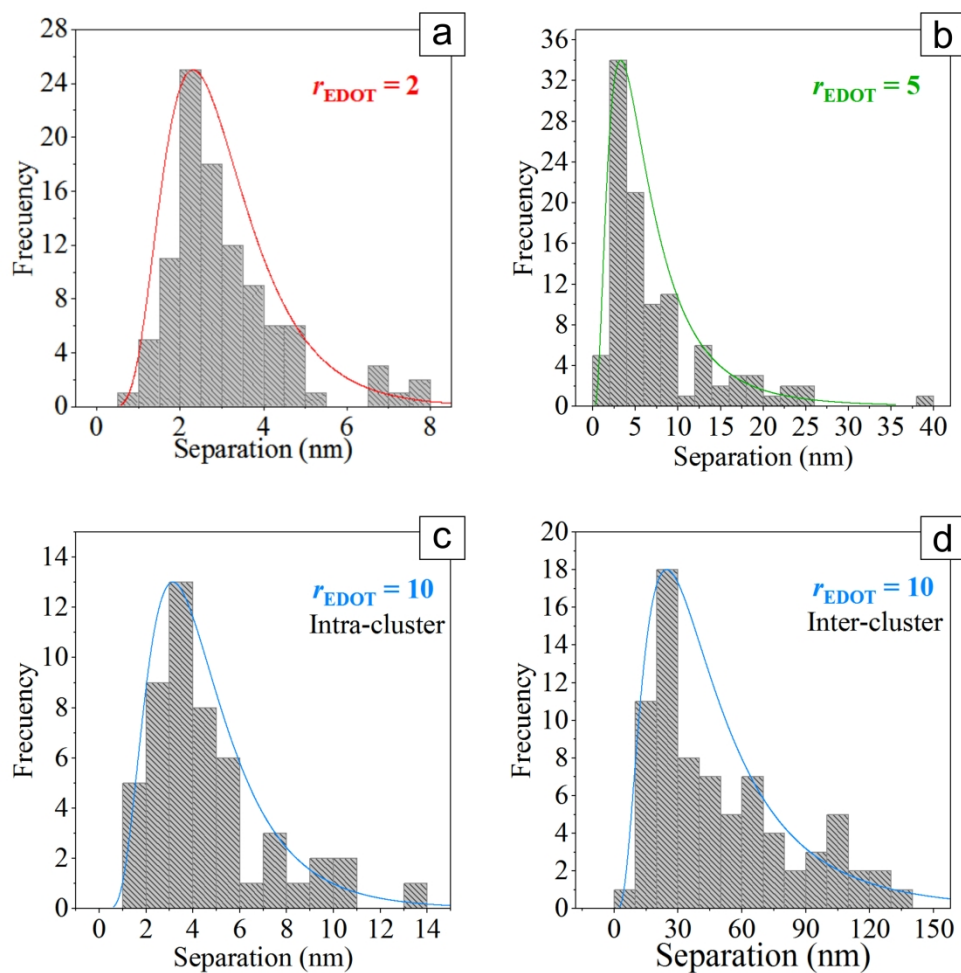 a
28
24
20
16
12
8
4
0
Frecuency
r_EDOT = 2
0 2 4 6 8
Separation (nm)
b
36
32
28
24
20
16
12
8
4
0
Frecuency
r_EDOT = 5
0 5 10 15 20 25 30 35 40
Separation (nm)
c
14
12
10
8
6
4
2
0
Frecuency
r_EDOT = 10
Intra-cluster
0 2 4 6 8 10 12 14
Separation (nm)
d
20
18
16
14
12
10
8
6
4
2
0
Frecuency
r_EDOT = 10
Inter-cluster
0 30 60 90 120 150
Separation (nm)